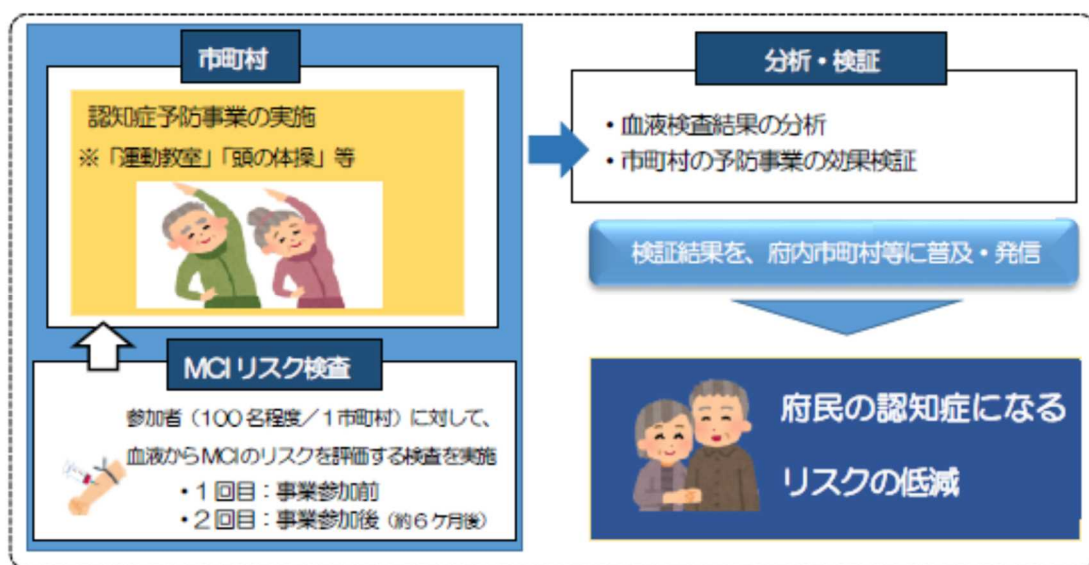 市町村
認知症予防事業の実施
※「運動教室」「頭の体操」等
MCIリスク検査
参加者（100名程度／1市町村）に対して、
血液からMCIのリスクを評価する検査を実施
・1回目：事業参加前
・2回目：事業参加後（約6ケ月後）
分析・検証
・血液検査結果の分析
・市町村の予防事業の効果検証
検証結果を、府内市町村等に普及・発信
府民の認知症になる
リスクの低減